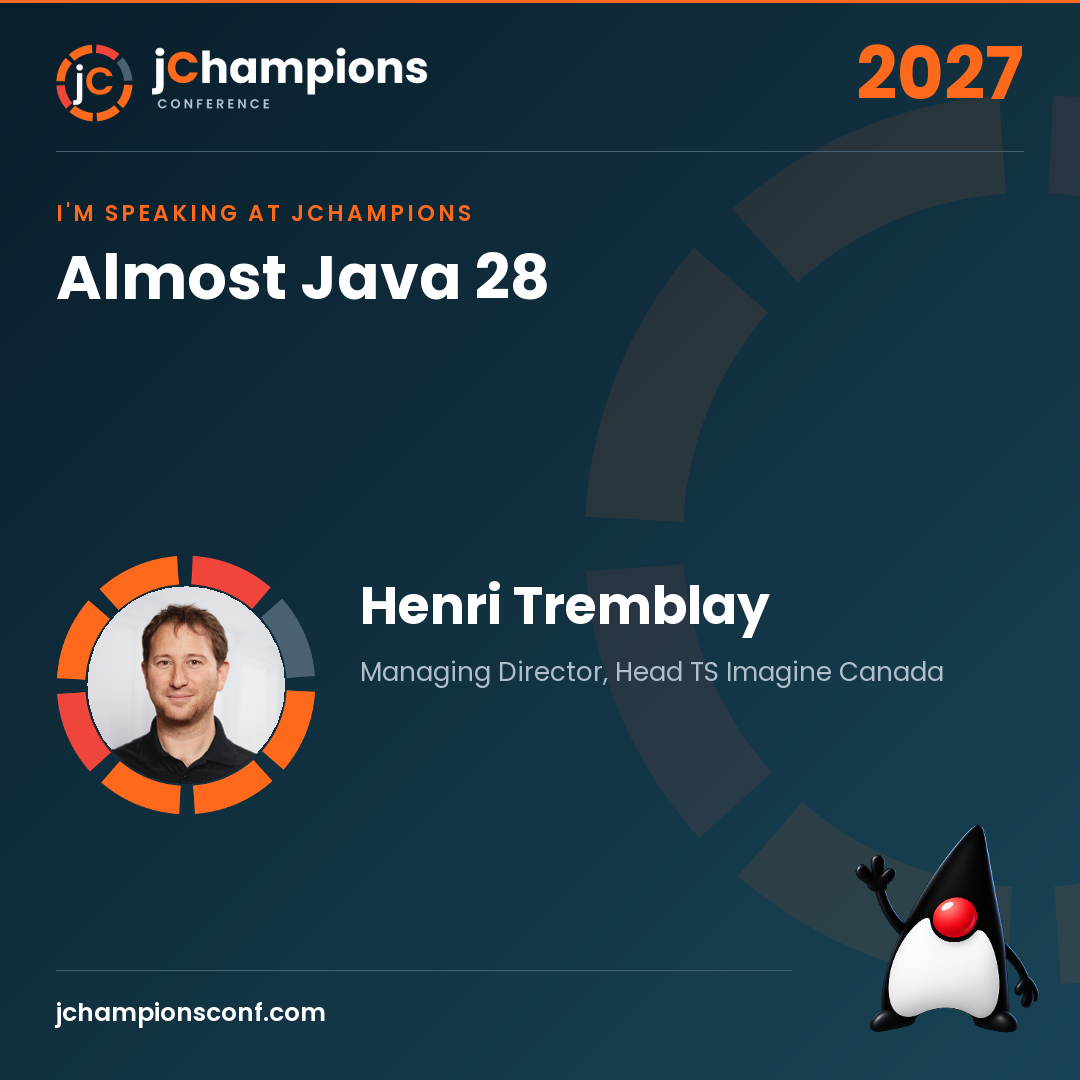 jC jChampions
CONFERENCE
2027
I'M SPEAKING AT JCHAMPIONS
Almost Java 28
Henri Tremblay
Managing Director, Head TS Imagine Canada
jchampionsconf.com